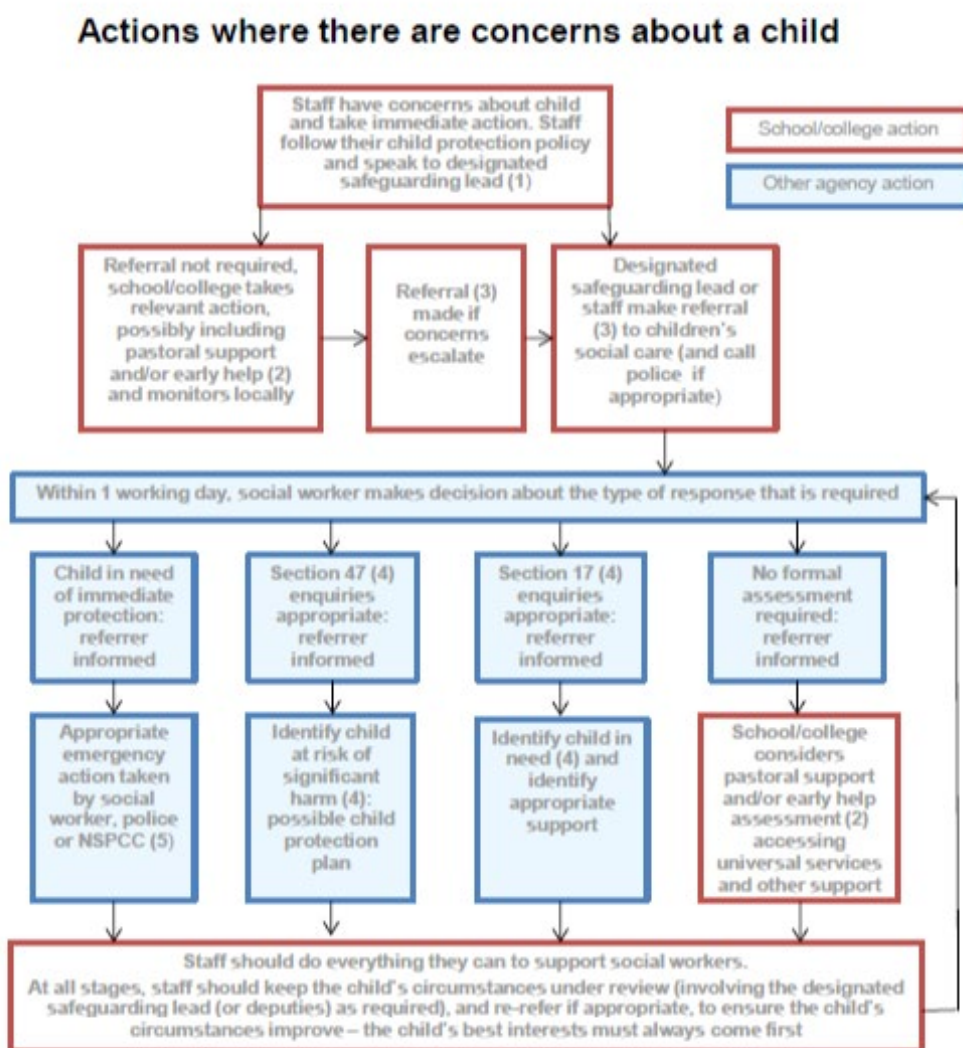 Actions where there are concerns about a child
Staff have concerns about child
and take immediate action. Staff
follow their child protection policy
and speak to designated
safeguarding lead (1)
School/college action
Other agency action
Referral not required,
school/college takes
relevant action,
possibly including
pastoral support
and/or early help (2)
and monitors locally
Referral (3)
made if
concerns
escalate
Designated
safeguarding lead or
staff make referral
(3) to children's
social care (and call
police if
appropriate)
Within 1 working day, social worker makes decision about the type of response that is required
Child in need
of immediate
protection:
referrer
informed
Section 47 (4)
enquiries
appropriate:
referrer
informed
Section 17 (4)
enquiries
appropriate:
referrer
informed
No formal
assessment
required:
referrer
informed
Appropriate
emergency
action taken
by social
worker, police
or NSPCC (5)
Identify child
at risk of
significant
harm (4):
possible child
protection
plan
Identify child in
need (4) and
identify
appropriate
support
School/college
considers
pastoral support
and/or early help
assessment (2)
accessing
universal services
and other support
Staff should do everything they can to support social workers.
At all stages, staff should keep the child's circumstances under review (involving the designated
safeguarding lead (or deputies) as required), and re-refer if appropriate, to ensure the child's
circumstances improve – the child's best interests must always come first